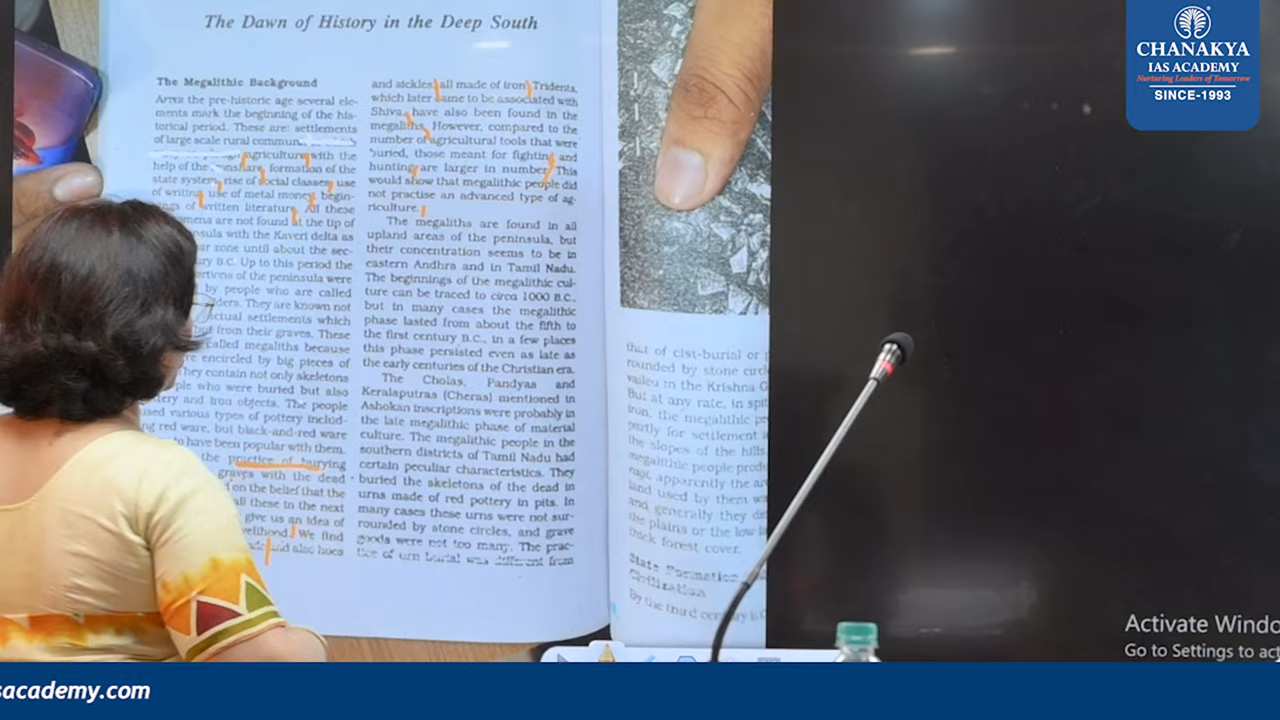 The Dawn of History in the Deep South
The Megalithic Background
AFTER the pre-historic age several ele-
ments mark the beginning of the his-
torical period. These are: settlements
of large scale rural
agriculture with the
help of the formation of the
state system, rise of social classes, use
of writing, use of metal money, begin-
of written literature. All these
are not found at the tip of
with the Kaveri delta as
zone until about the sec-
B.C. Up to this period the
of the peninsula were
by people who are called
They are known not
settlements which
but from their graves. These
called megaliths because
encircled by big pieces of
They contain not only skeletons
who were buried but also
and iron objects. The people
used various types of pottery includ-
red ware, but black-and-red ware
to have been popular with them.
the practice of burying
graves with the dead
on the belief that the
all these in the next
give us an idea of
We find
also hoes
and sickles all made of iron. Tridents,
which later came to be associated with
Shiva, have also been found in the
megaliths. However, compared to the
number of agricultural tools that were
buried, those meant for fighting and
hunting are larger in number. This
would show that megalithic people did
not practise an advanced type of ag-
riculture.
The megaliths are found in all
upland areas of the peninsula, but
their concentration seems to be in
eastern Andhra and in Tamil Nadu.
The beginnings of the megalithic cul-
ture can be traced to circa 1000 B.C.,
but in many cases the megalithic
phase lasted from about the fifth to
the first century B.C., in a few places
this phase persisted even as late as
the early centuries of the Christian era.
The Cholas, Pandyas and
Keralaputras (Cheras) mentioned in
Ashokan inscriptions were probably in
the late megalithic phase of material
culture. The megalithic people in the
southern districts of Tamil Nadu had
certain peculiar characteristics. They
buried the skeletons of the dead in
urns made of red pottery in pits. In
many cases these urns were not sur-
rounded by stone circles, and grave
goods were not too many. The prac-
tice of urn burial was different from
that of cist-burial or
rounded by stone
vailed in the Krishna-G
But at any rate, in
iron, the megalithic
partly for settlement
the slopes of the hills.
megalithic people
ragi, apparently the
land used by them
and generally they
the plains or the low
thick forest cover.
State Formation
Civilization
By the third century B.C.
CHANAKYA
IAS ACADEMY
Nurturing Leaders of Tomorrow
SINCE-1993
Activate Windo
Go to Settings to act
sacademy.com